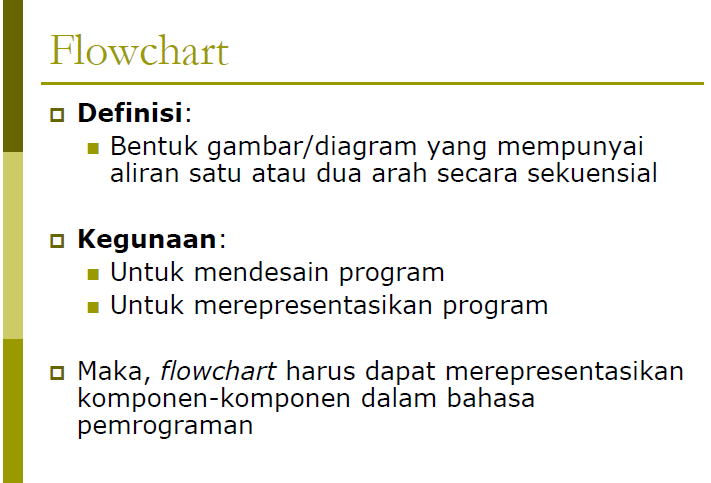 Flowchart
Definisi:
Bentuk gambar/diagram yang mempunyai
aliran satu atau dua arah secara sekuensial
Kegunaan:
Untuk mendesain program
Untuk merepresentasikan program
Maka, flowchart harus dapat merepresentasikan
komponen-komponen dalam bahasa
pemrograman